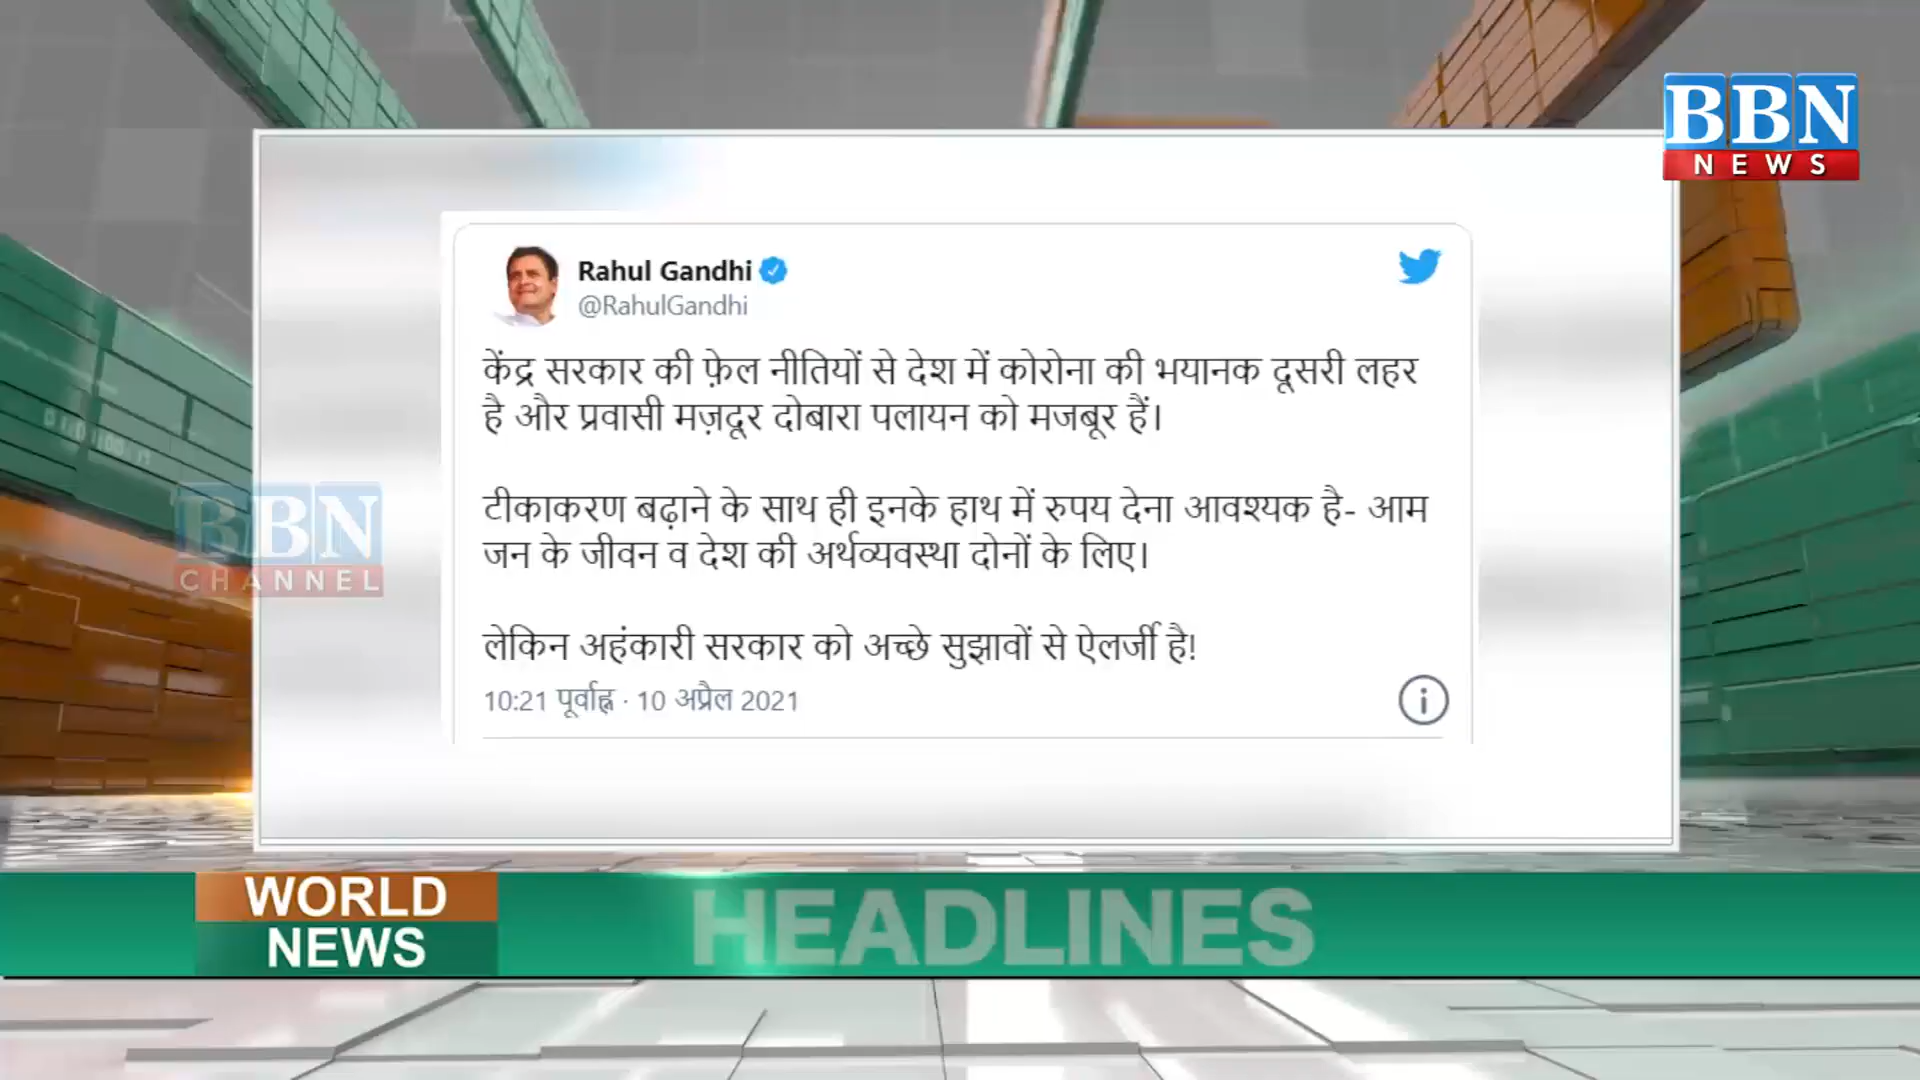 BBN
NEWS
Rahul Gandhi
@RahulGandhi
केंद्र सरकार की फ़ेल नीतियों से देश में कोरोना की भयानक दूसरी लहर
है और प्रवासी मज़दूर दोबारा पलायन को मजबूर हैं।
टीकाकरण बढ़ाने के साथ ही इनके हाथ में रुपय देना आवश्यक है- आम
जन के जीवन व देश की अर्थव्यवस्था दोनों के लिए।
लेकिन अहंकारी सरकार को अच्छे सुझावों से ऐलर्जी है!
10:21 पूर्वाह्न · 10 अप्रैल 2021
BBN
CHANNEL
WORLD
NEWS
HEADLINES